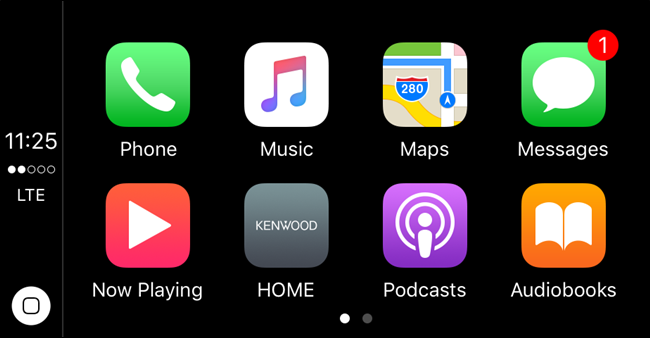 11:25
LTE
Phone
Music
280
Maps
1
Messages
Now Playing
KENWOOD
HOME
Podcasts
Audiobooks